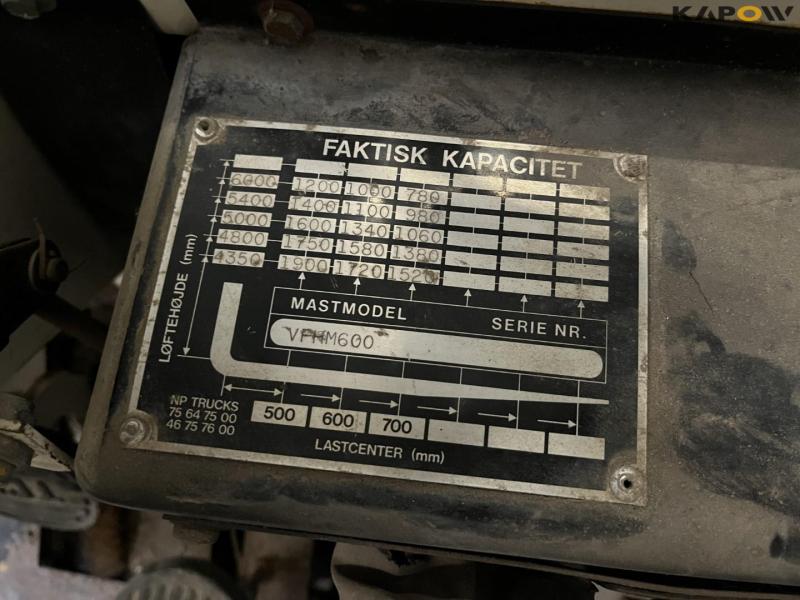 KAPOW
FAKTISK KAPACITET
6000 1200 1000 780
5400 1400 1100 980
5000 1600 1340 1060
4800 1750 1580 1380
4350 1900 1720 1520
LØFTEHØJDE (mm)
MASTMODEL SERIE NR.
VFHM600
NP TRUCKS
75 64 75 00
46 75 76 00
500 600 700
LASTCENTER (mm)